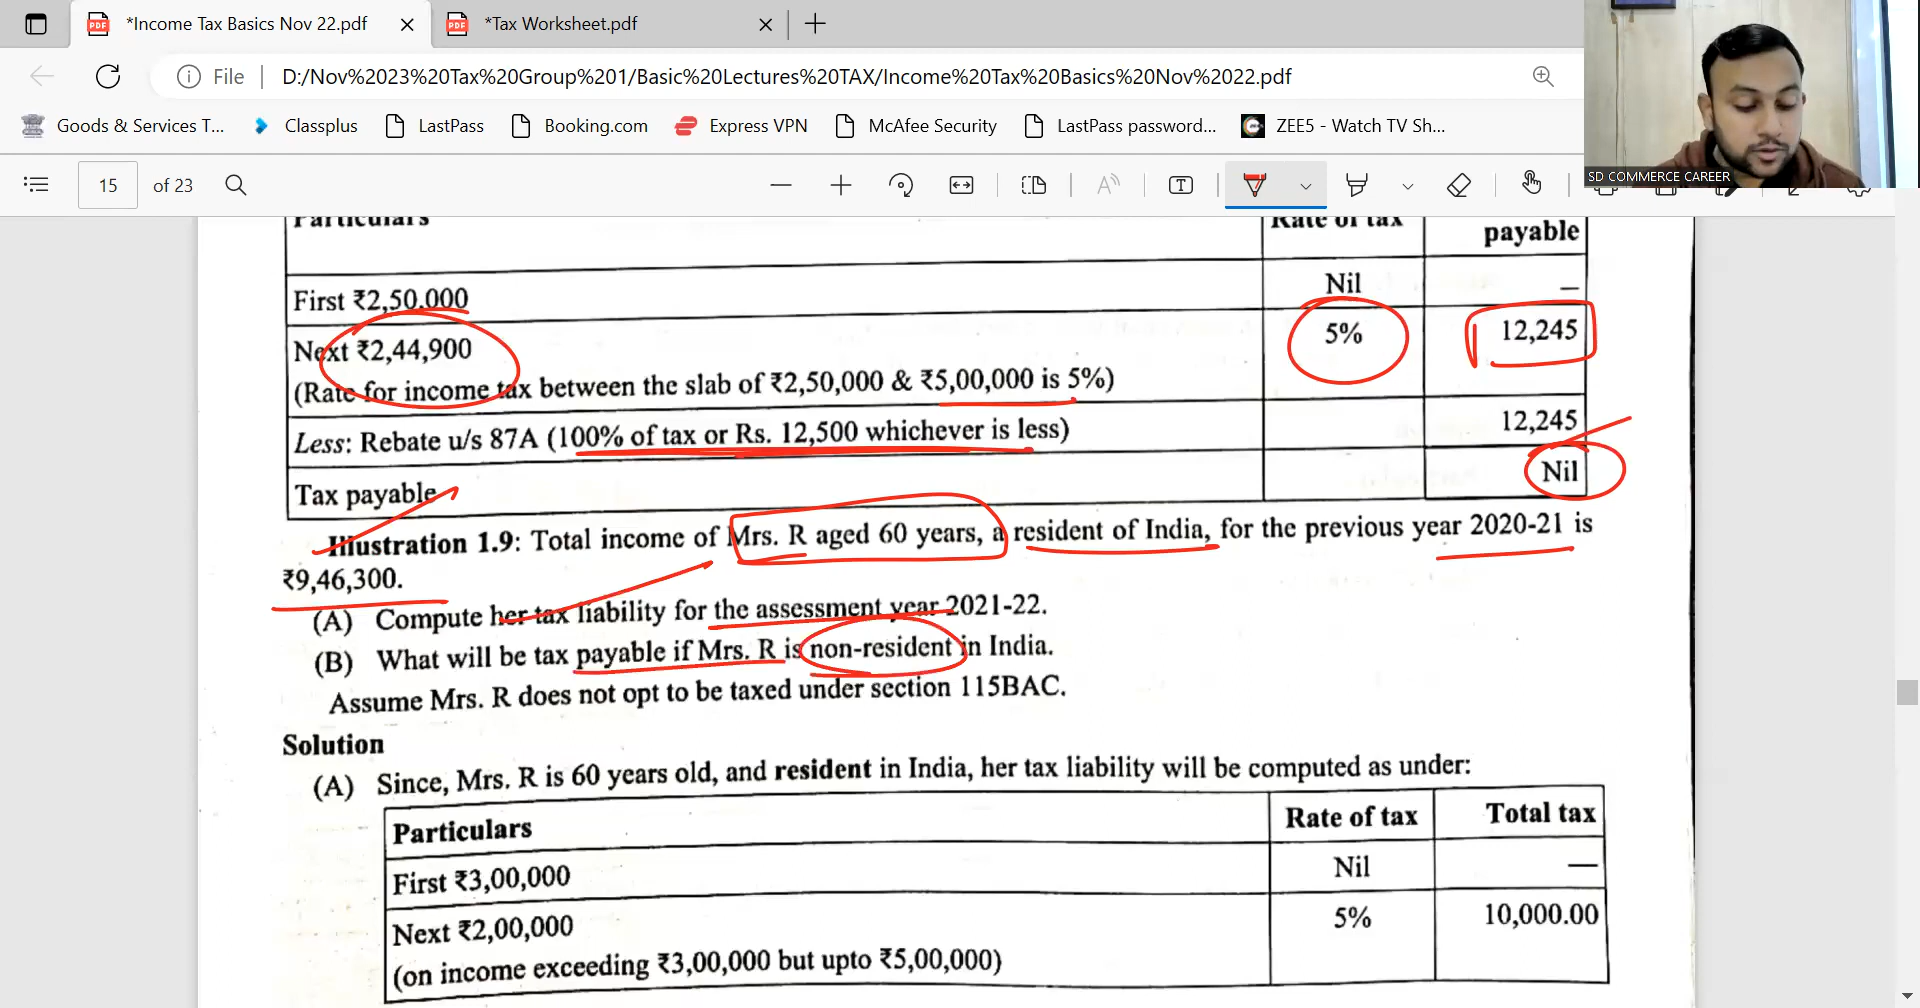 *Income Tax Basics Nov 22.pdf
*Tax Worksheet.pdf
File
D:/Nov%2023%20Tax%20Group%201/Basic%20Lectures%20TAX/Income%20Tax%20Basics%20Nov%2022.pdf
Goods & Services T...
Classplus
LastPass
Booking.com
Express VPN
McAfee Security
LastPass password...
ZEE5 - Watch TV Sh...
SD COMMERCE CAREER
15 of 23
Particulars Rate of tax payable
First ₹2,50,000 Nil —
Next ₹2,44,900 5% 12,245
(Rate for income tax between the slab of ₹2,50,000 & ₹5,00,000 is 5%)
Less: Rebate u/s 87A (100% of tax or Rs. 12,500 whichever is less) 12,245
Tax payable Nil
Illustration 1.9: Total income of Mrs. R aged 60 years, a resident of India, for the previous year 2020-21 is
₹9,46,300.
(A) Compute her tax liability for the assessment year 2021-22.
(B) What will be tax payable if Mrs. R is non-resident in India.
Assume Mrs. R does not opt to be taxed under section 115BAC.
Solution
(A) Since, Mrs. R is 60 years old, and resident in India, her tax liability will be computed as under:
Particulars Rate of tax Total tax
First ₹3,00,000 Nil —
Next ₹2,00,000 5% 10,000.00
(on income exceeding ₹3,00,000 but upto ₹5,00,000)